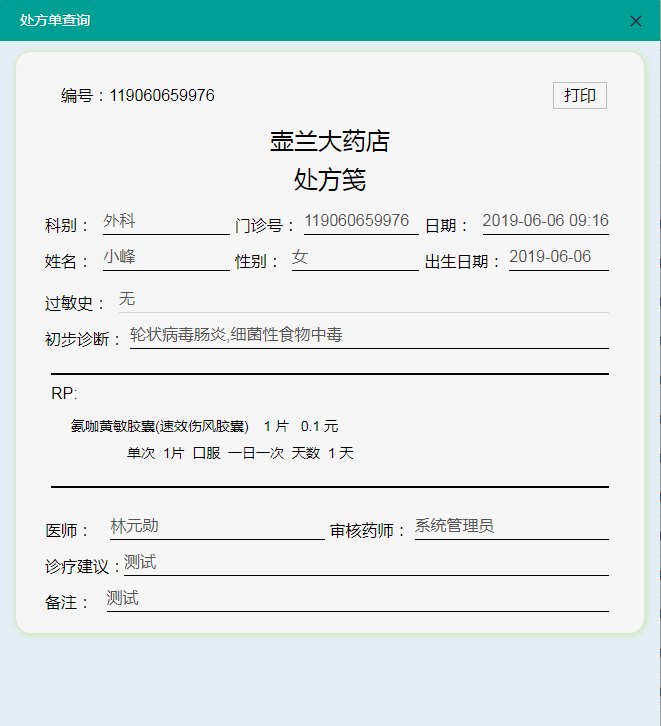 处方单查询
编号：119060659976 打印
壶兰大药店
处方笺
科别： 外科 门诊号： 119060659976 日期： 2019-06-06 09:16
姓名： 小峰 性别： 女 出生日期： 2019-06-06
过敏史： 无
初步诊断： 轮状病毒肠炎,细菌性食物中毒
RP:
氨咖黄敏胶囊(速效伤风胶囊) 1 片 0.1 元
单次 1片 口服 一日一次 天数 1 天
医师： 林元勋 审核药师： 系统管理员
诊疗建议：测试
备注： 测试